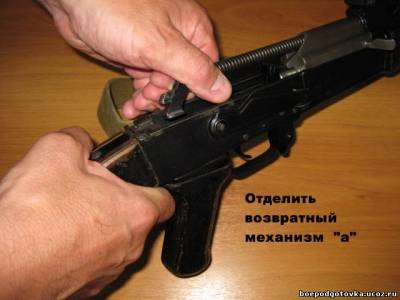 Отделить
возвратный
механизм "а"
boepodgotovka.ucoz.ru